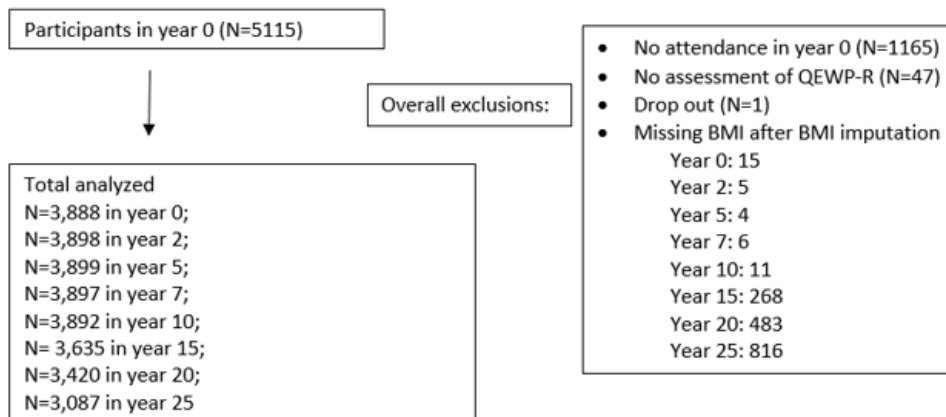 Participants in year 0 (N=5115)
Overall exclusions:
• No attendance in year 0 (N=1165)
• No assessment of QEWP-R (N=47)
• Drop out (N=1)
• Missing BMI after BMI imputation
Year 0: 15
Year 2: 5
Year 5: 4
Year 7: 6
Year 10: 11
Year 15: 268
Year 20: 483
Year 25: 816
Total analyzed
N=3,888 in year 0;
N=3,898 in year 2;
N=3,899 in year 5;
N=3,897 in year 7;
N=3,892 in year 10;
N= 3,635 in year 15;
N=3,420 in year 20;
N=3,087 in year 25